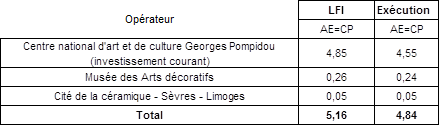 Opérateur LFI Exécution
AE=CP AE=CP
Centre national d'art et de culture Georges Pompidou
(investissement courant) 4,85 4,55
Musée des Arts décoratifs 0,26 0,24
Cité de la céramique - Sèvres - Limoges 0,05 0,05
Total 5,16 4,84